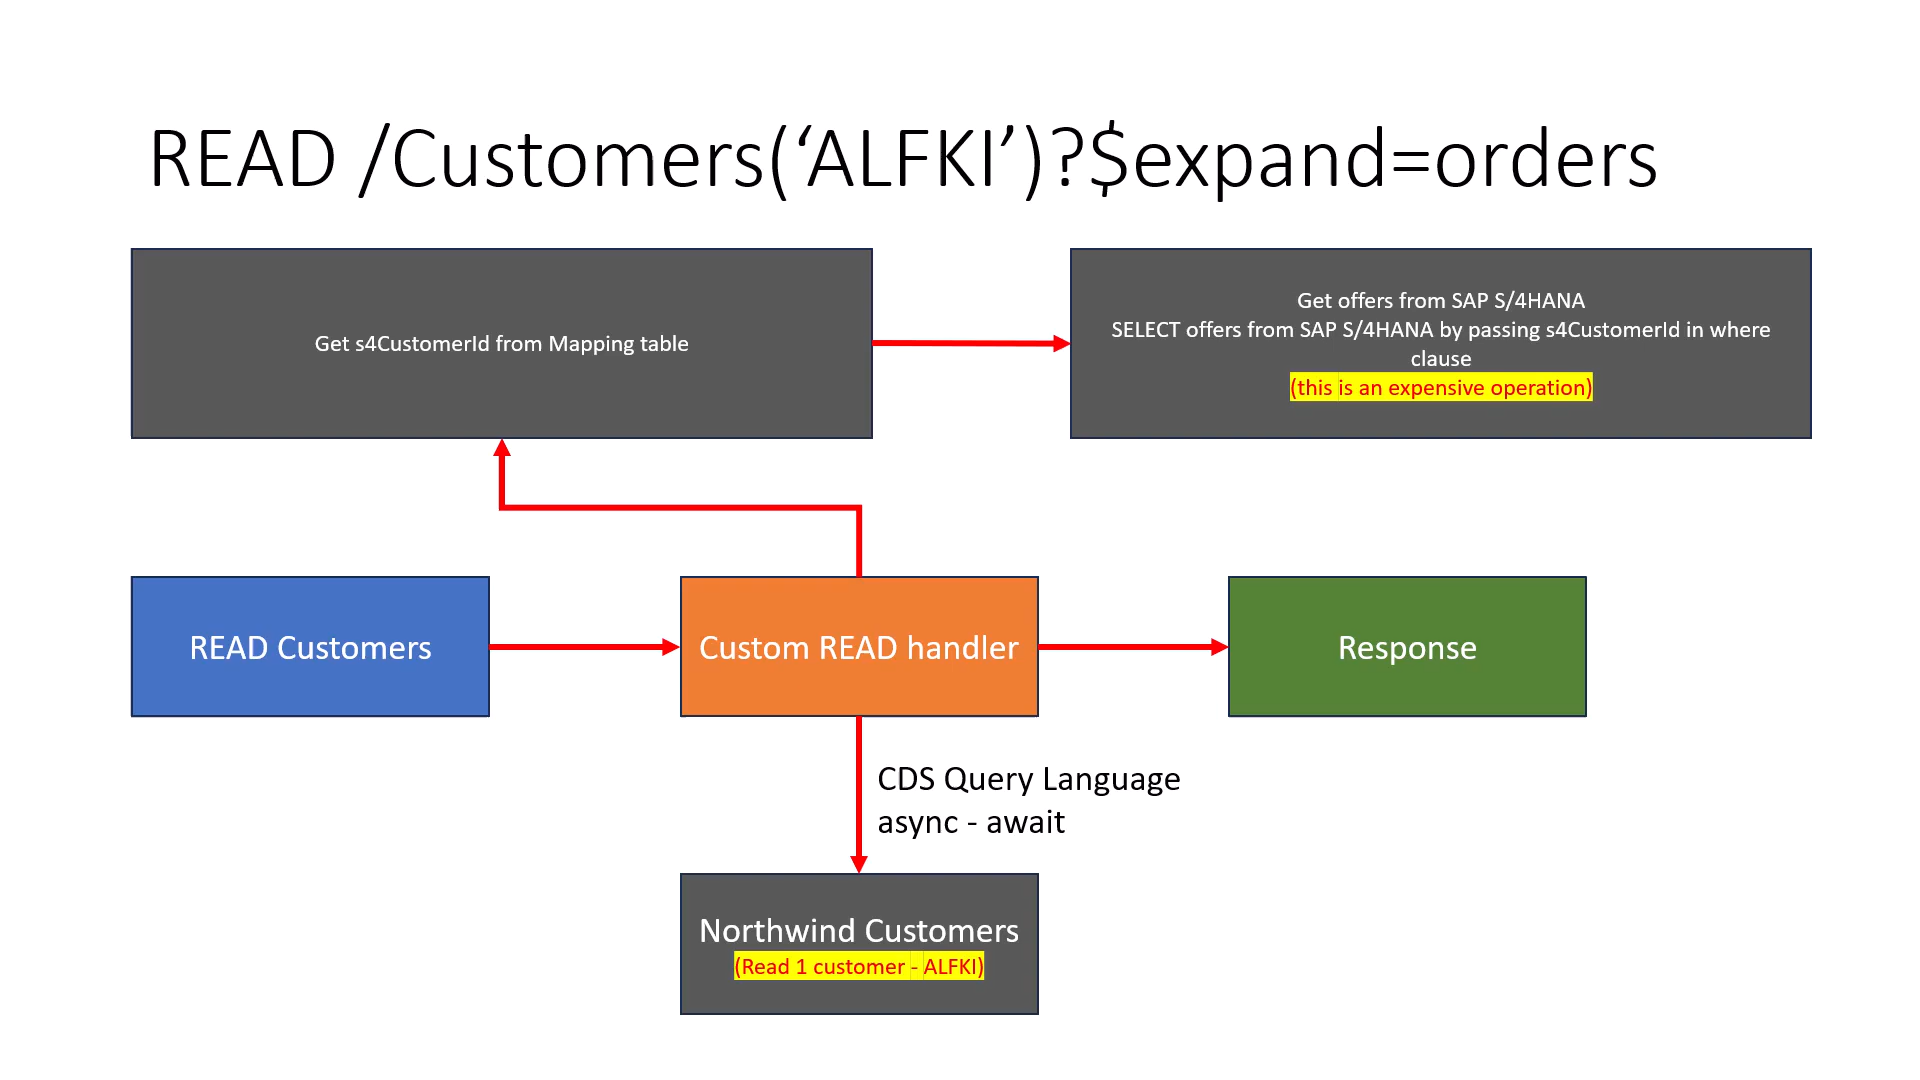 READ /Customers(‘ALFKI’)?$expand=orders
Get s4CustomerId from Mapping table
Get offers from SAP S/4HANA
SELECT offers from SAP S/4HANA by passing s4CustomerId in where
clause
(this is an expensive operation)
READ Customers
Custom READ handler
Response
CDS Query Language
async - await
Northwind Customers
(Read 1 customer - ALFKI)